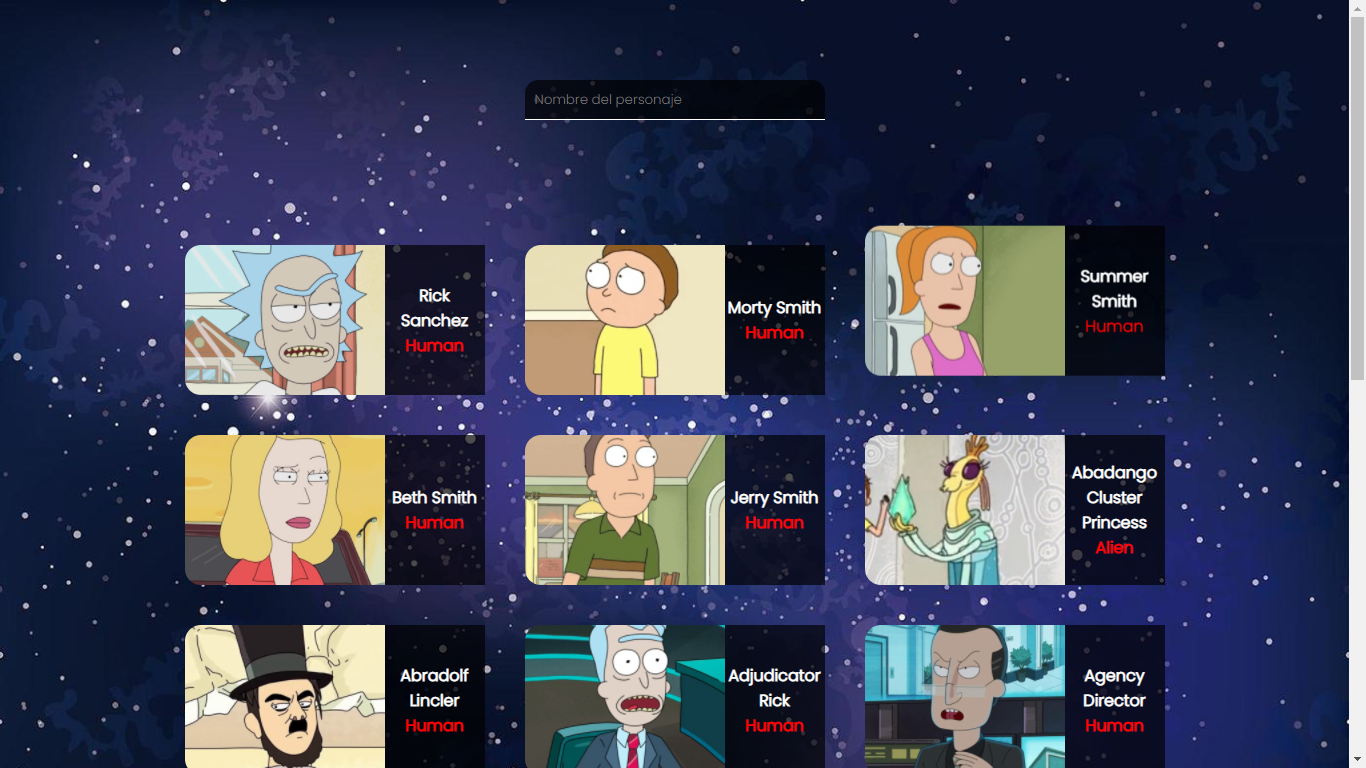 Nombre del personaje
Rick
Sanchez
Human
Morty Smith
Human
Summer
Smith
Human
Beth Smith
Human
Jerry Smith
Human
Abadango
Cluster
Princess
Alien
Abradolf
Lincler
Human
Adjudicator
Rick
Human
Agency
Director
Human